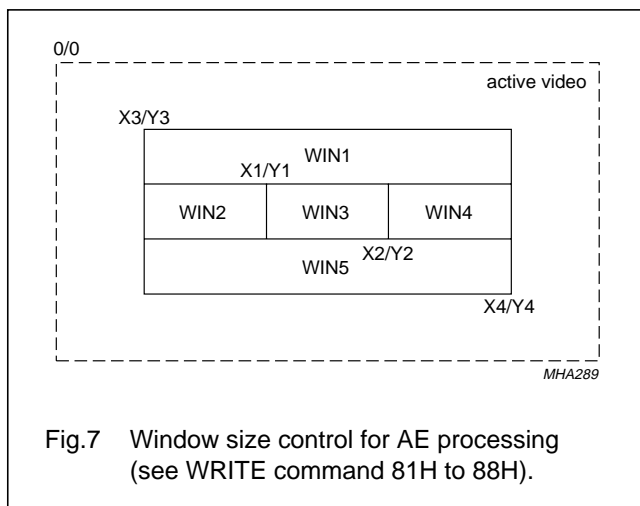 0/0
active video
X3/Y3
WIN1
X1/Y1
WIN2 WIN3 WIN4
X2/Y2
WIN5
X4/Y4
MHA289
Fig.7 Window size control for AE processing
(see WRITE command 81H to 88H).